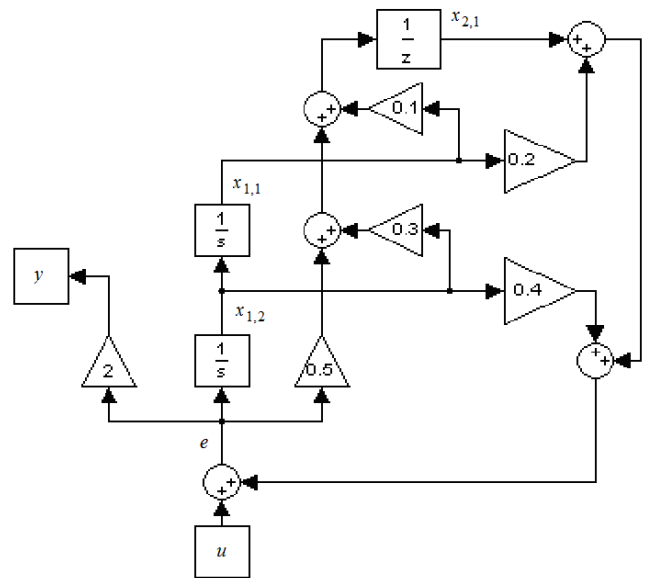 1
z
x2,1
+
+
+
+
0.1
0.2
x1,1
1
s
+
+
0.3
y
x1,2
0.4
2
1
s
0.5
+
+
e
+
+
u